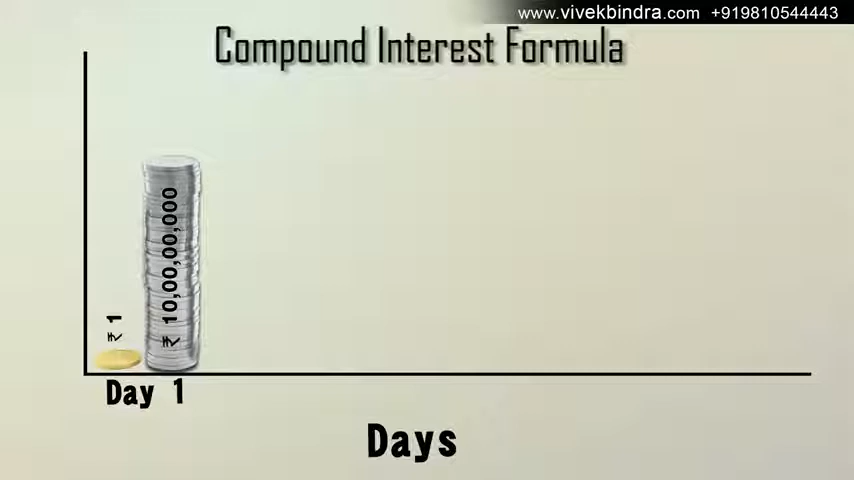 www.vivekbindra.com +919810544443
Compound Interest Formula
₹ 1
₹ 10,00,00,000
Day 1
Days